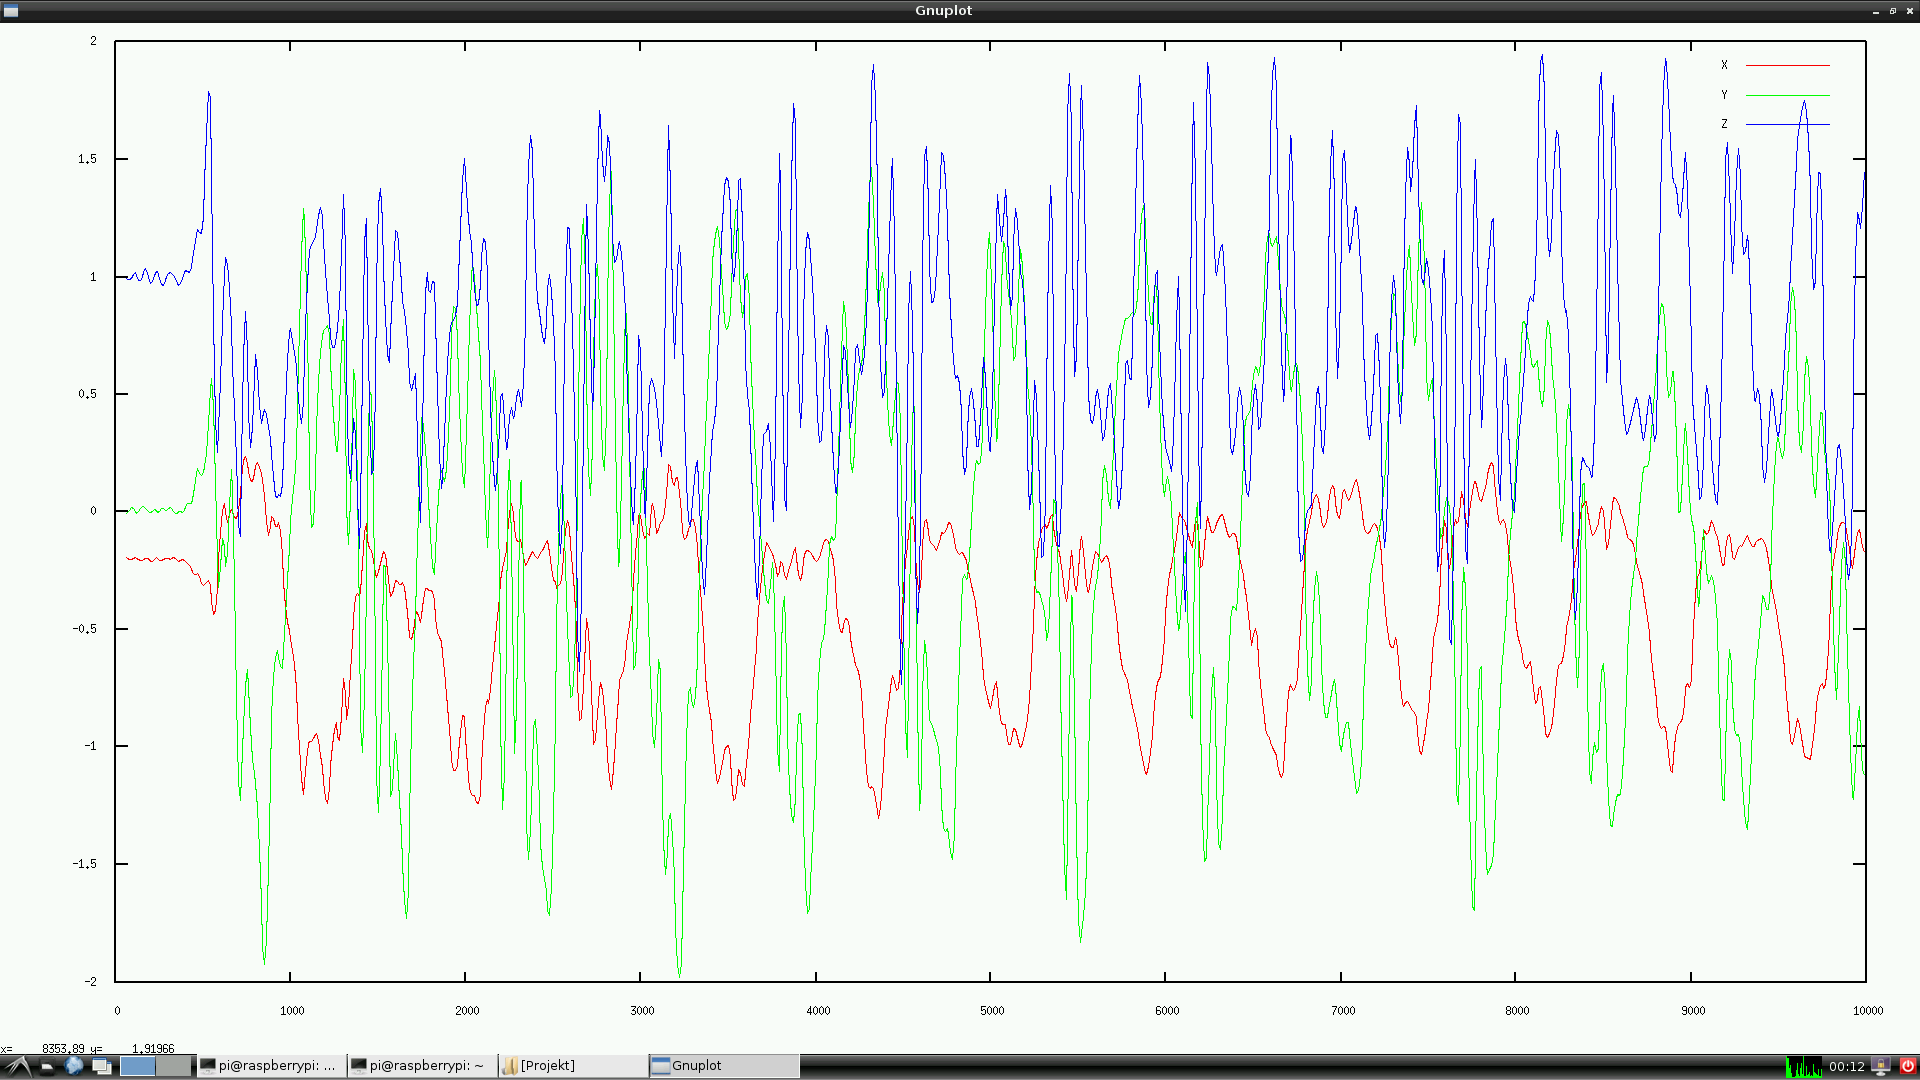 Gnuplot
2
1.5
1
0.5
0
-0.5
-1
-1.5
-2
X
Y
Z
0 1000 2000 3000 4000 5000 6000 7000 8000 9000 10000
x= 8353.89 y= 1.91966
pi@raspberrypi: ... pi@raspberrypi: ~ [Projekt] Gnuplot 00:12